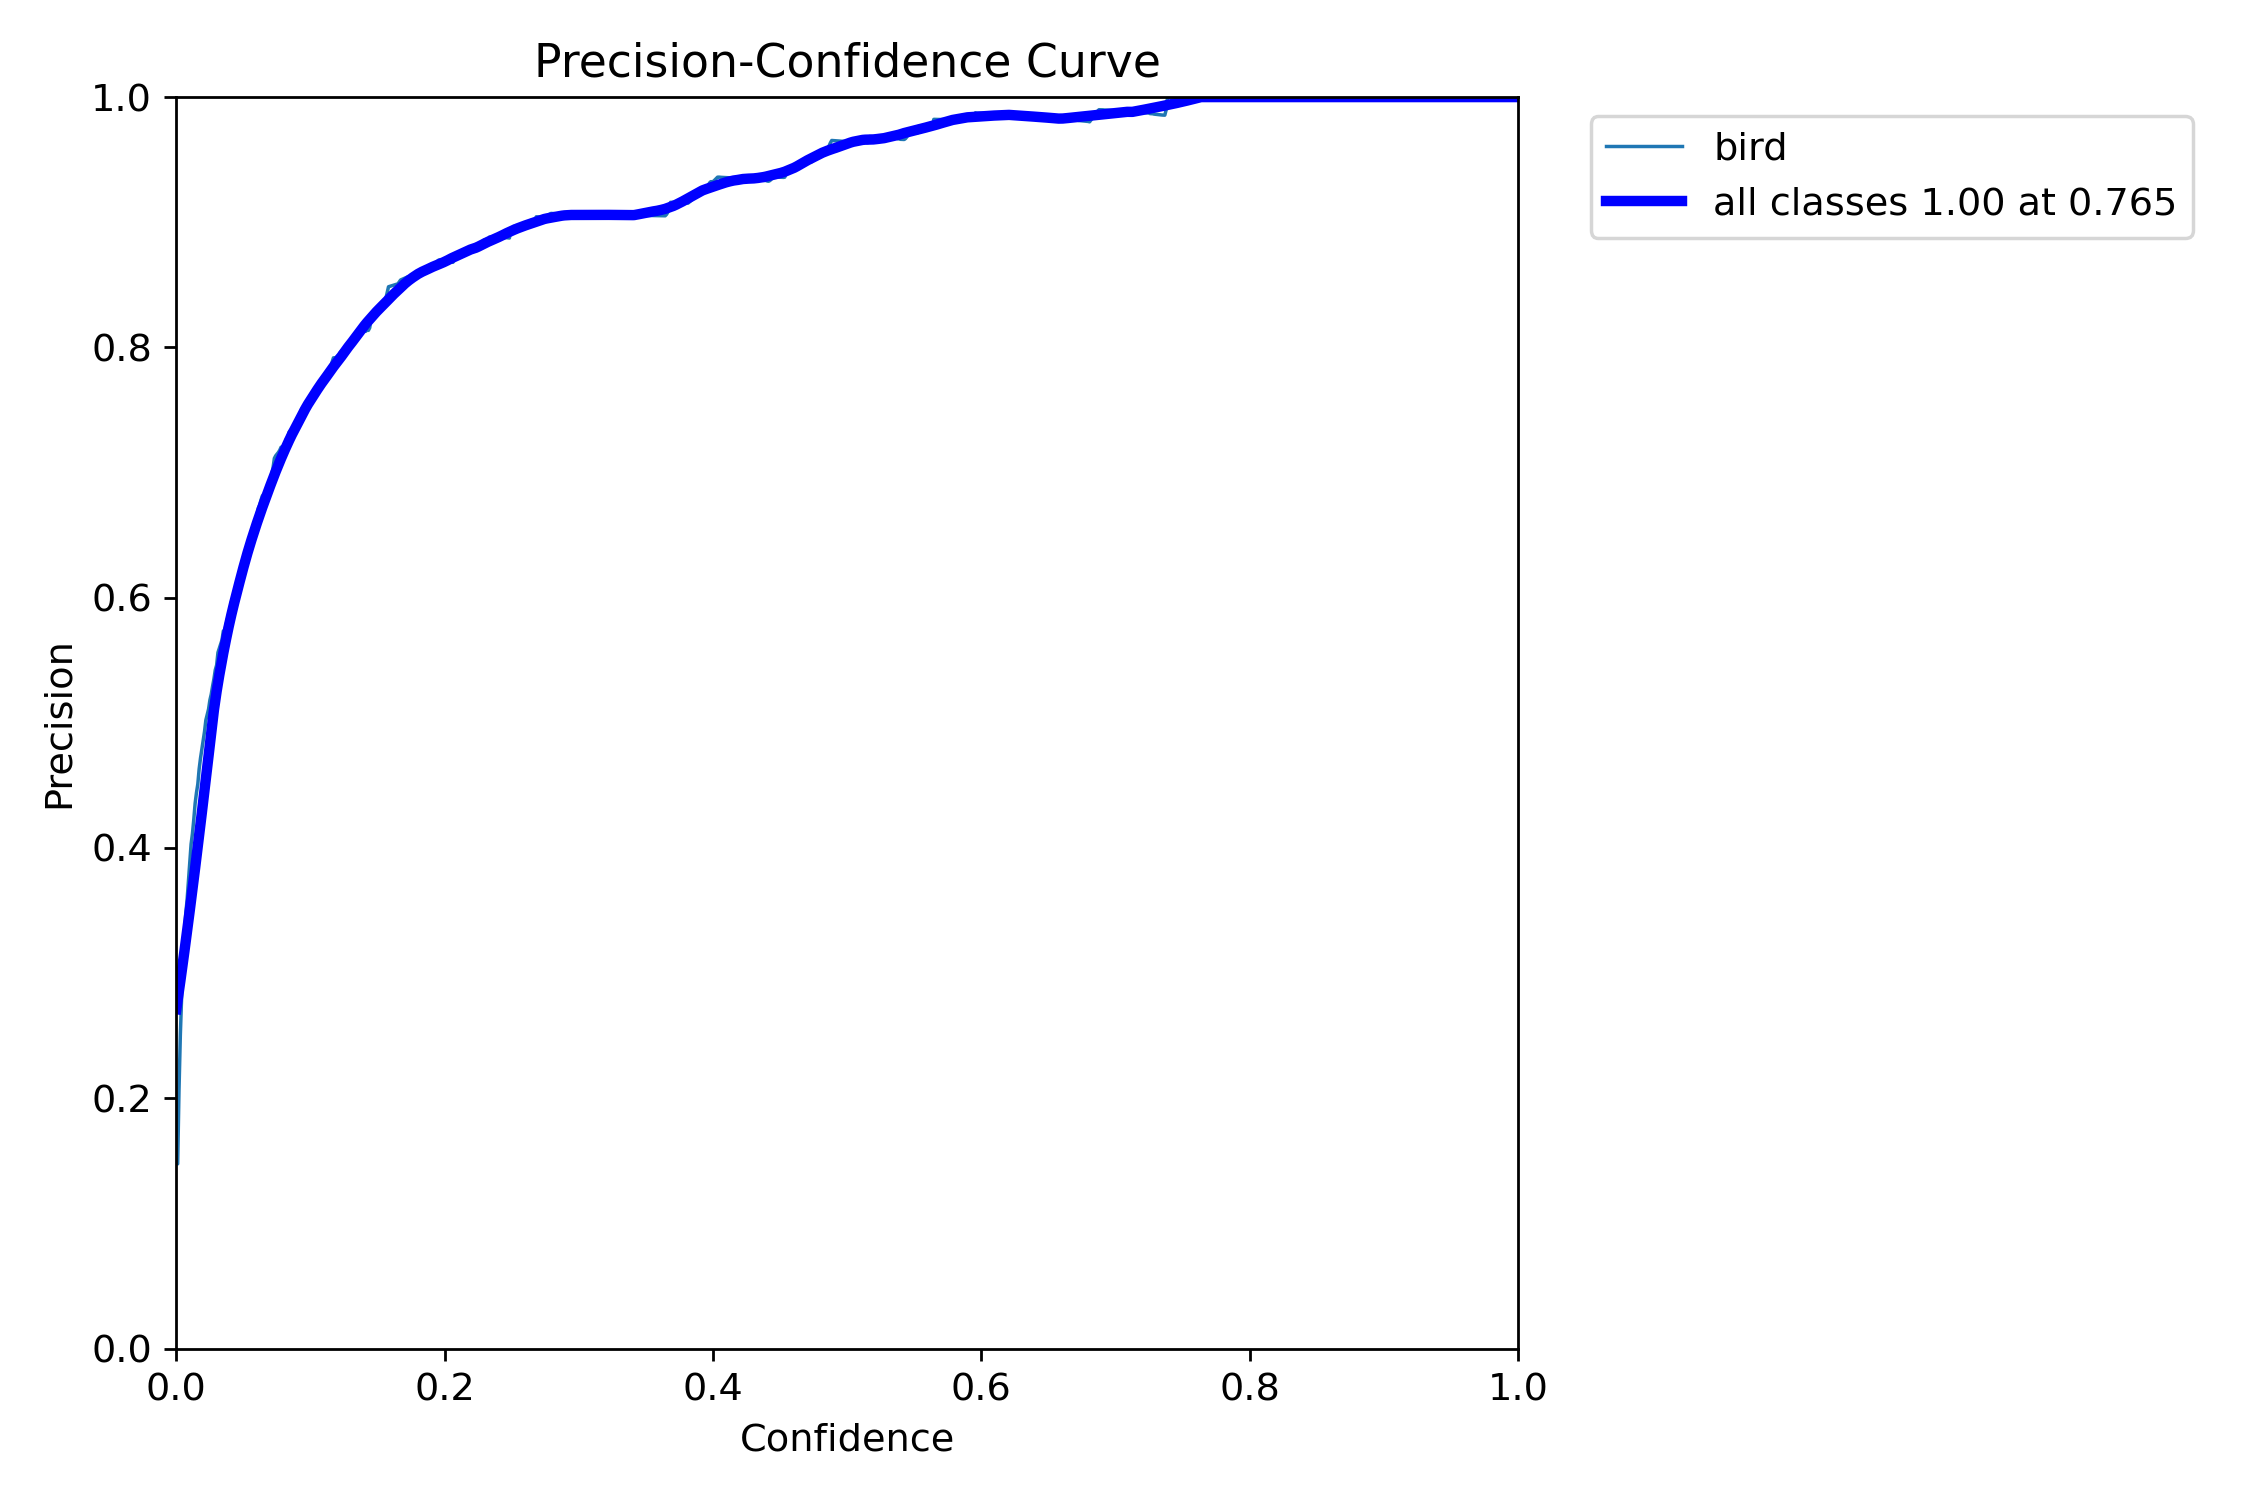 Precision-Confidence Curve
1.0
0.8
0.6
0.4
0.2
0.0
Precision
0.0 0.2 0.4 0.6 0.8 1.0
Confidence
bird
all classes 1.00 at 0.765